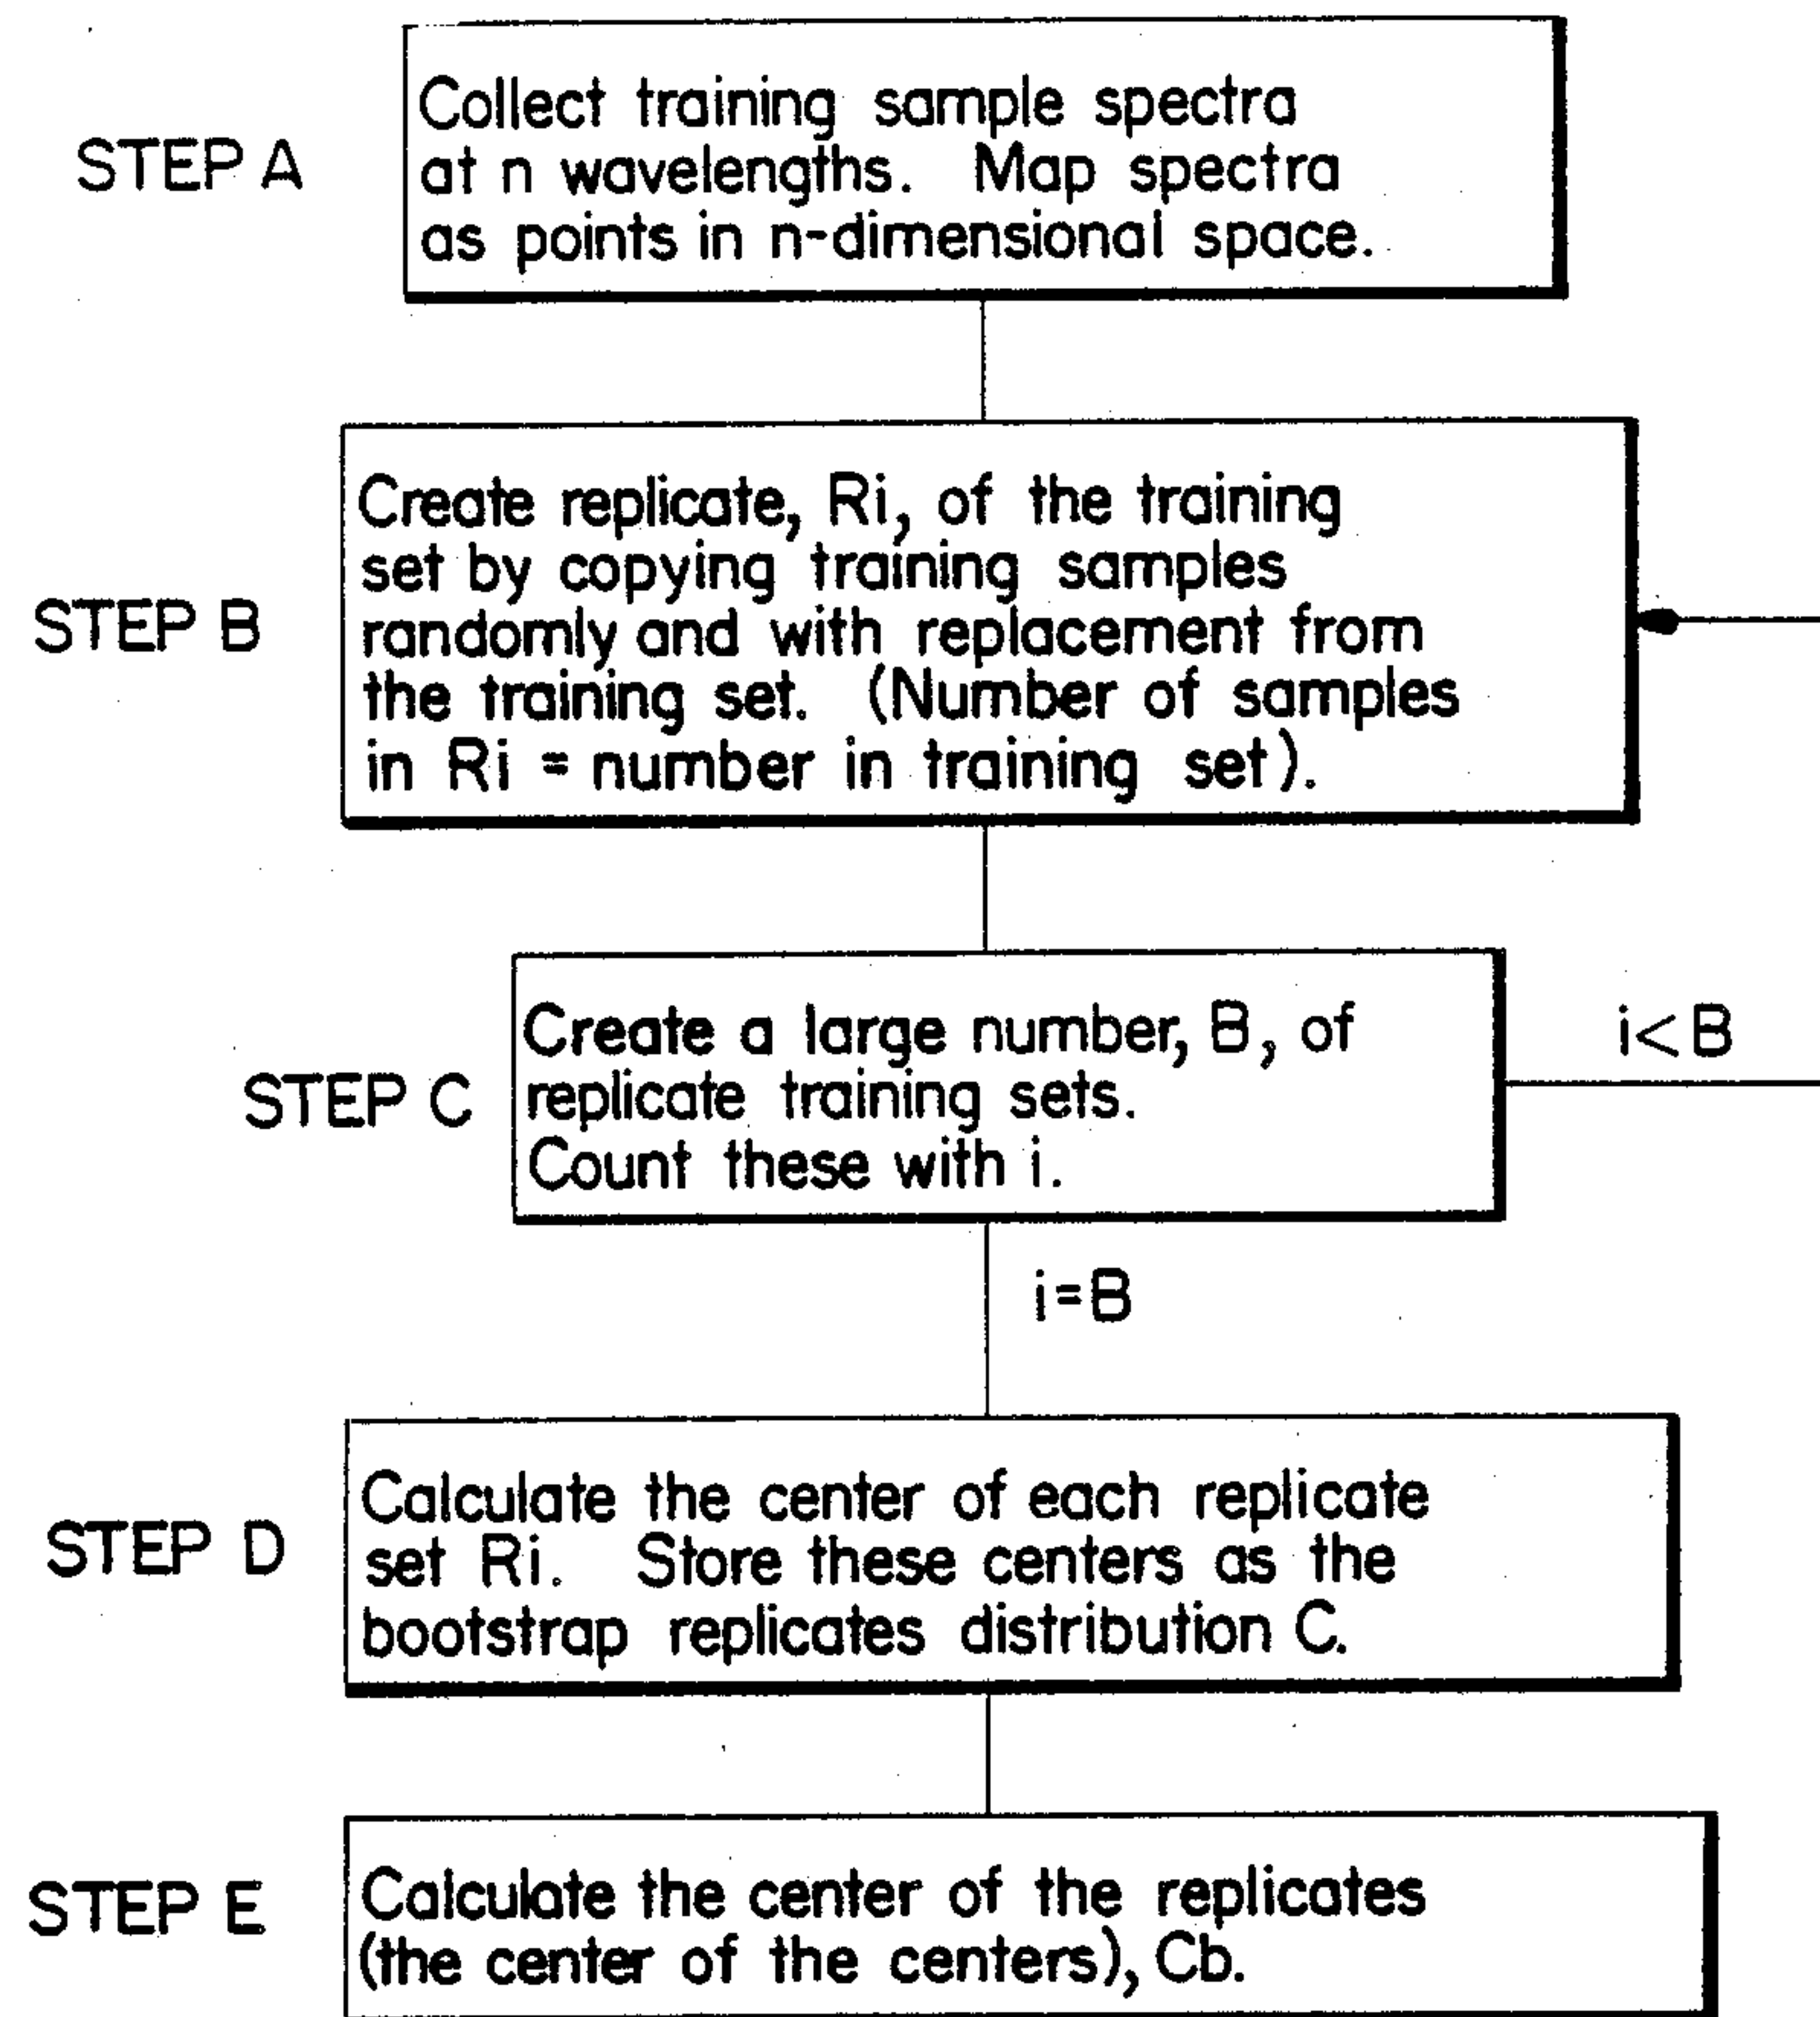 STEP A
Collect training sample spectra
at n wavelengths. Map spectra
as points in n-dimensional space.
STEP B
Create replicate, Ri, of the training
set by copying training samples
randomly and with replacement from
the training set. (Number of samples
in Ri = number in training set).
STEP C
Create a large number, B, of
replicate training sets.
Count these with i.
i<B
i=B
STEP D
Calculate the center of each replicate
set Ri. Store these centers as the
bootstrap replicates distribution C.
STEP E
Calculate the center of the replicates
(the center of the centers), Cb.